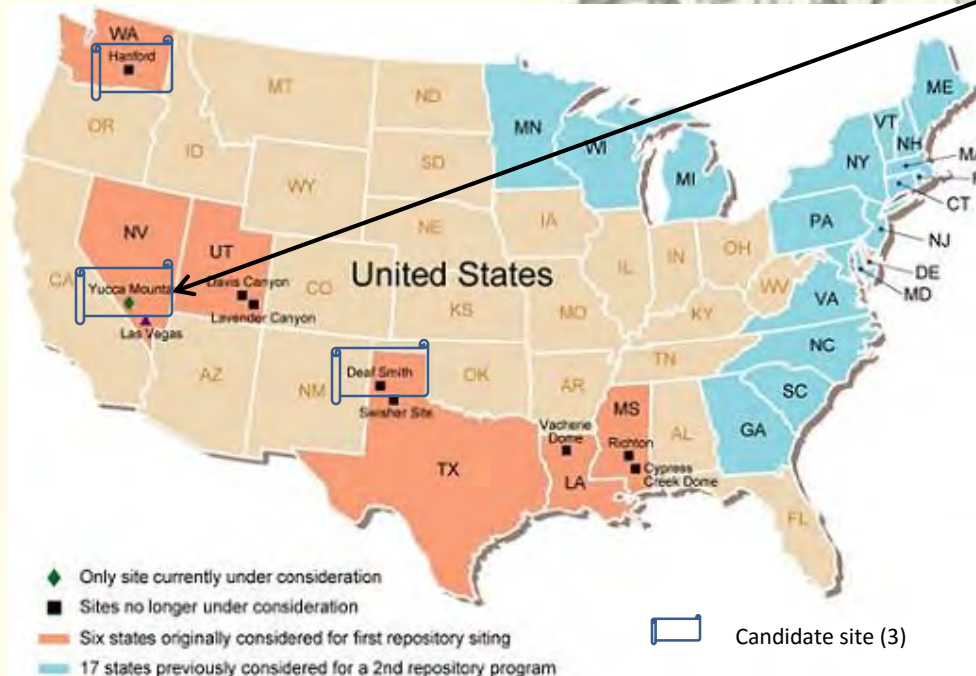 WA
Hanford
MT
ND
MN
ME
VT
NH
OR
ID
SD
WI
NY
WY
MI
CT
NV
UT
NE
IA
PA
NJ
CA
Yucca Mounta
Davis Canyon
Lavender Canyon
Las Vegas
CO
United States
IL
IN
OH
WV
DE
MD
VA
KS
MO
KY
NC
AZ
NM
Deaf Smith
Swisher Site
OK
AR
TN
SC
TX
Vacherie
Dome
LA
MS
Richton
Cypress
Creek Dome
AL
GA
FL
Only site currently under consideration
Sites no longer under consideration
Six states originally considered for first repository siting
17 states previously considered for a 2nd repository program
Candidate site (3)